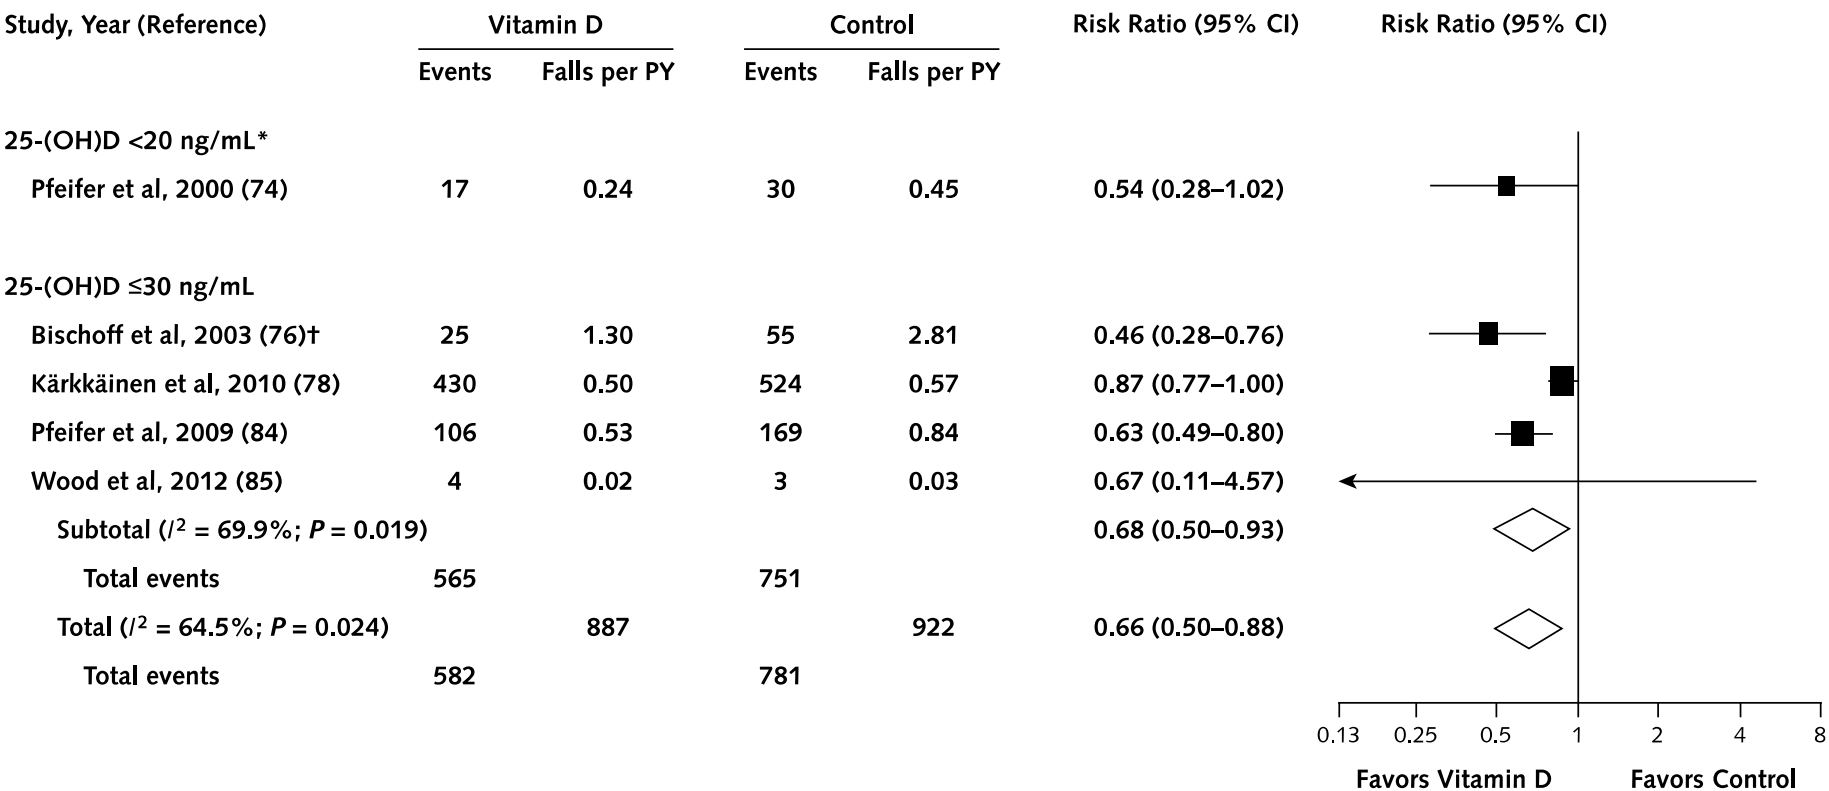 Study, Year (Reference) Vitamin D Control Risk Ratio (95% CI) Risk Ratio (95% CI)
Events Falls per PY Events Falls per PY
25-(OH)D <20 ng/mL*
Pfeifer et al, 2000 (74) 17 0.24 30 0.45 0.54 (0.28–1.02)
25-(OH)D ≤30 ng/mL
Bischoff et al, 2003 (76)† 25 1.30 55 2.81 0.46 (0.28–0.76)
Kärkkäinen et al, 2010 (78) 430 0.50 524 0.57 0.87 (0.77–1.00)
Pfeifer et al, 2009 (84) 106 0.53 169 0.84 0.63 (0.49–0.80)
Wood et al, 2012 (85) 4 0.02 3 0.03 0.67 (0.11–4.57)
Subtotal (I² = 69.9%; P = 0.019) 0.68 (0.50–0.93)
Total events 565 751
Total (I² = 64.5%; P = 0.024) 887 922 0.66 (0.50–0.88)
Total events 582 781
0.13 0.25 0.5 1 2 4 8
Favors Vitamin D Favors Control